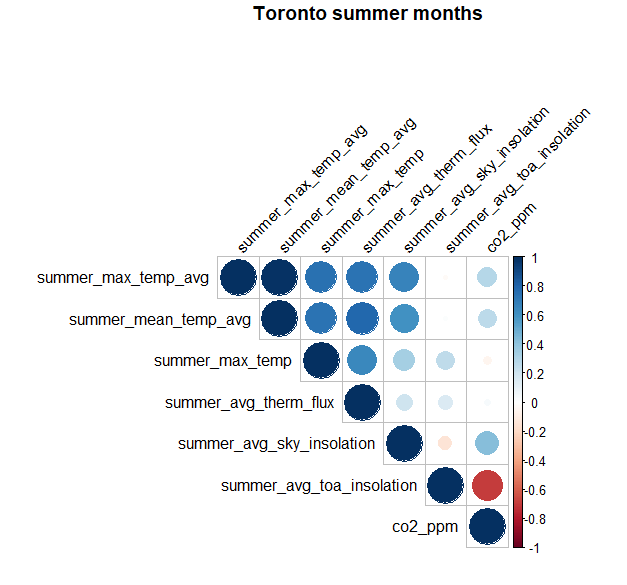 Toronto summer months
summer_max_temp_avg
summer_mean_temp_avg
summer_max_temp
summer_avg_therm_flux
summer_avg_sky_insolation
summer_avg_toa_insolation
co2_ppm
summer_max_temp_avg
summer_mean_temp_avg
summer_max_temp
summer_avg_therm_flux
summer_avg_sky_insolation
summer_avg_toa_insolation
co2_ppm
1
0.8
0.6
0.4
0.2
0
-0.2
-0.4
-0.6
-0.8
-1